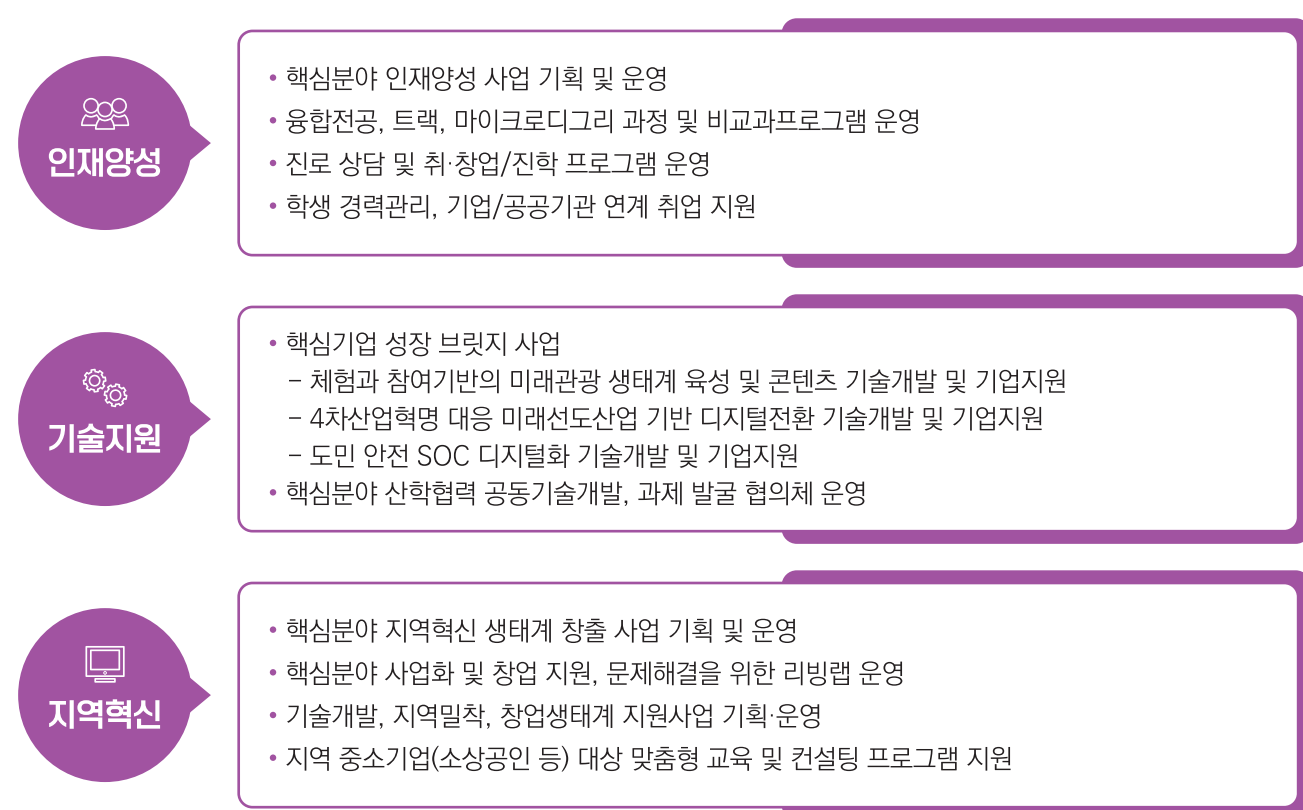 인재양성
• 핵심분야 인재양성 사업 기획 및 운영
• 융합전공, 트랙, 마이크로디그리 과정 및 비교과프로그램 운영
• 진로 상담 및 취·창업/진학 프로그램 운영
• 학생 경력관리, 기업/공공기관 연계 취업 지원
기술지원
• 핵심기업 성장 브릿지 사업
– 체험과 참여기반의 미래관광 생태계 육성 및 콘텐츠 기술개발 및 기업지원
– 4차산업혁명 대응 미래선도산업 기반 디지털전환 기술개발 및 기업지원
– 도민 안전 SOC 디지털화 기술개발 및 기업지원
• 핵심분야 산학협력 공동기술개발, 과제 발굴 협의체 운영
지역혁신
• 핵심분야 지역혁신 생태계 창출 사업 기획 및 운영
• 핵심분야 사업화 및 창업 지원, 문제해결을 위한 리빙랩 운영
• 기술개발, 지역밀착, 창업생태계 지원사업 기획·운영
• 지역 중소기업(소상공인 등) 대상 맞춤형 교육 및 컨설팅 프로그램 지원